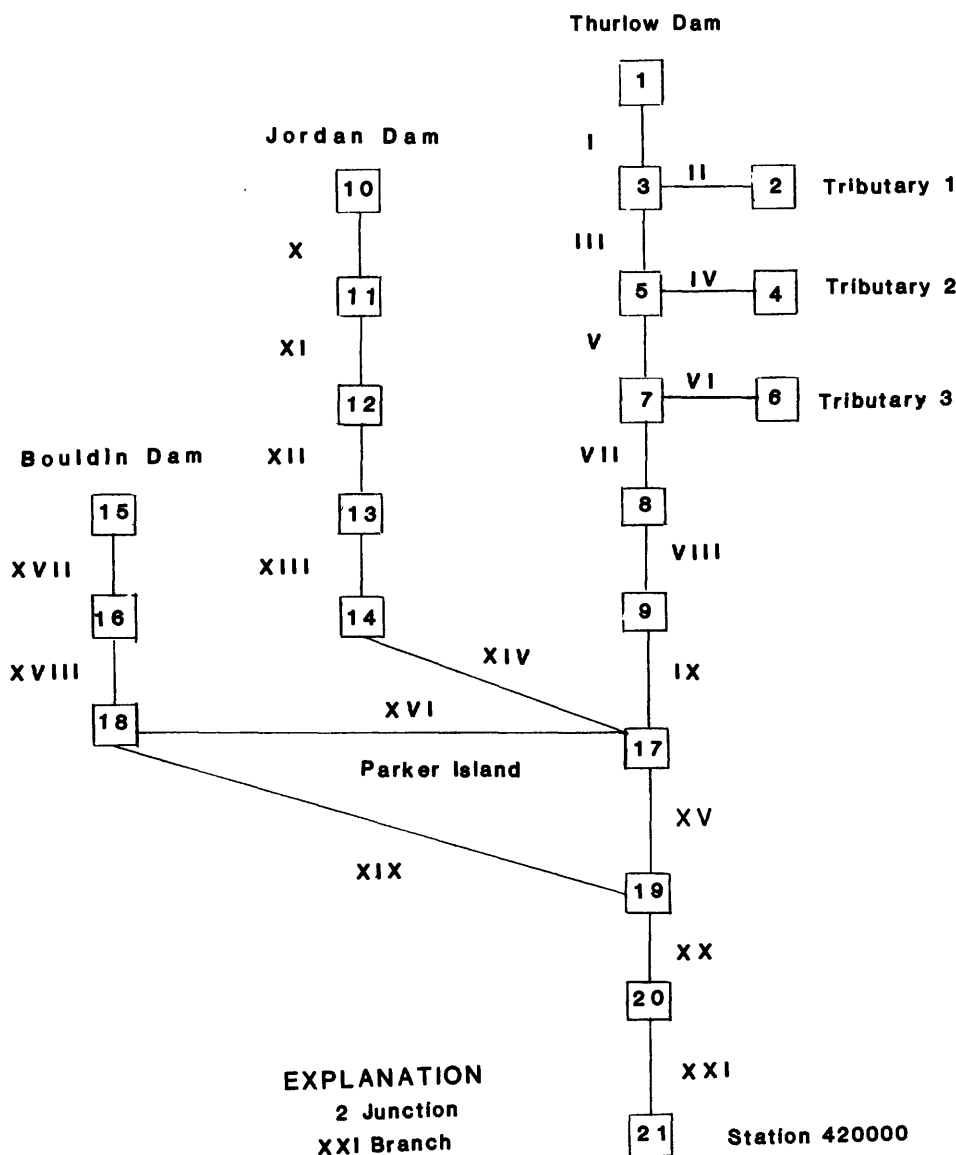 Thurlow Dam
1
Jordan Dam
I
10
3
II
2
Tributary 1
X
III
11
5
IV
4
Tributary 2
XI
V
12
7
VI
6
Tributary 3
Bouldin Dam
XII
VII
15
13
8
XVII
XIII
VIII
16
14
9
XVIII
XIV
IX
18
XVI
17
Parker Island
XV
XIX
19
XX
20
EXPLANATION
XXI
2 Junction
XXI Branch
21
Station 420000